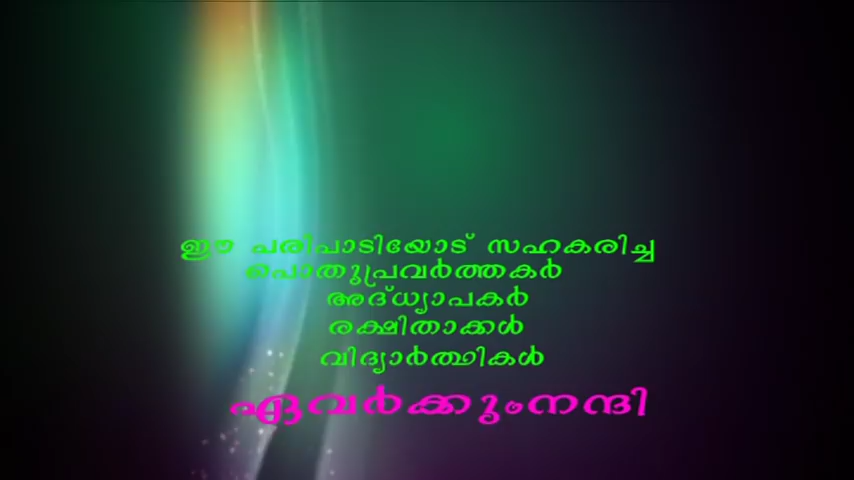 ഈ പരിപാടിയോട് സഹകരിച്ച
പൊതുപ്രവർത്തകർ
അദ്ധ്യാപകർ
രക്ഷിതാക്കൾ
വിദ്യാർത്ഥികൾ
ഏവർക്കുംനന്ദി